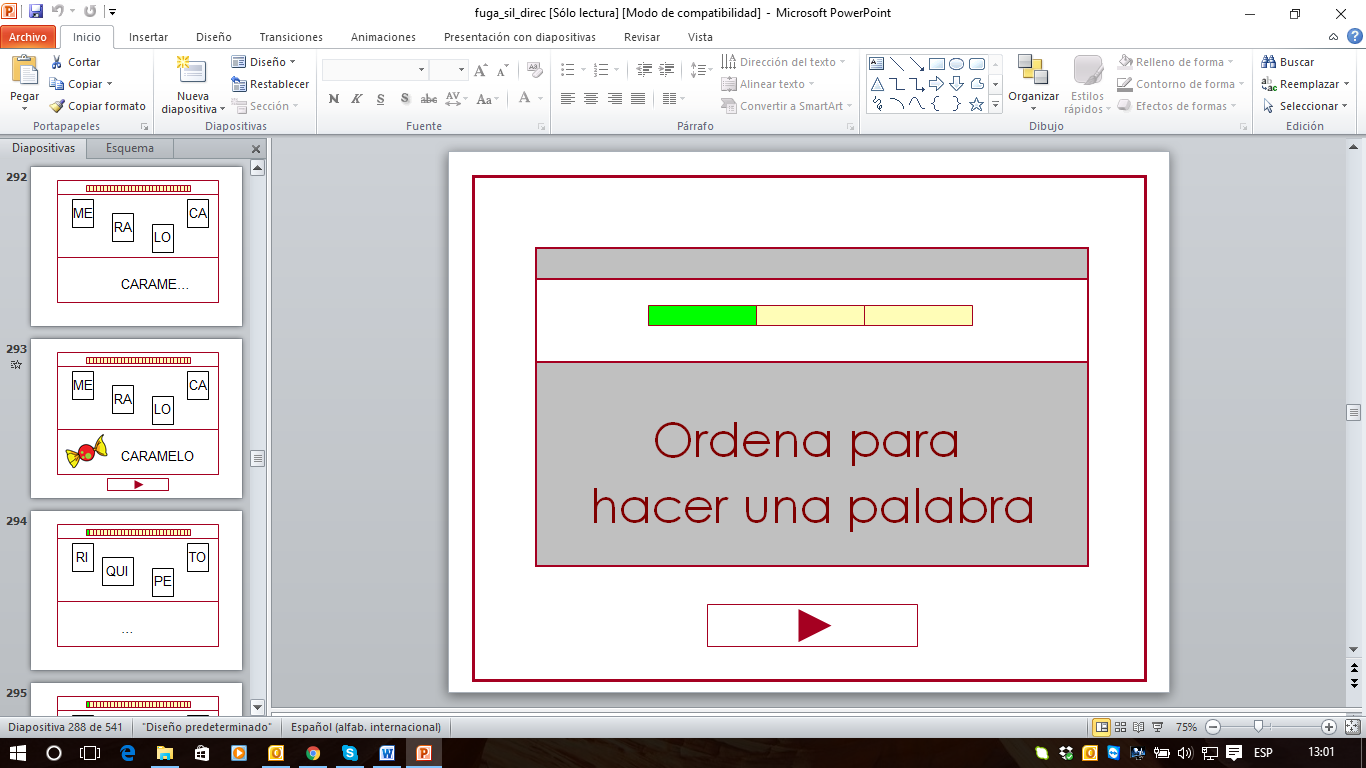 fuga_sil_direc [Sólo lectura] [Modo de compatibilidad] - Microsoft PowerPoint
Archivo Inicio Insertar Diseño Transiciones Animaciones Presentación con diapositivas Revisar Vista
Pegar
Cortar
Copiar
Copiar formato
Portapapeles
Nueva
diapositiva
Diseño
Restablecer
Sección
Diapositivas
N K S S abc AV Aa A
Fuente
Dirección del texto
Alinear texto
Convertir a SmartArt
Párrafo
Organizar
Estilos
rápidos
Relleno de forma
Contorno de forma
Efectos de formas
Dibujo
Buscar
Reemplazar
Seleccionar
Edición
Diapositivas Esquema
292
ME RA LO CA
CARAME...
293
ME RA LO CA
CARAMELO
294
RI QUI PE TO
...
295
Ordena para
hacer una palabra
Diapositiva 288 de 541 "Diseño predeterminado" Español (alfab. internacional) 75%
ESP 13:01